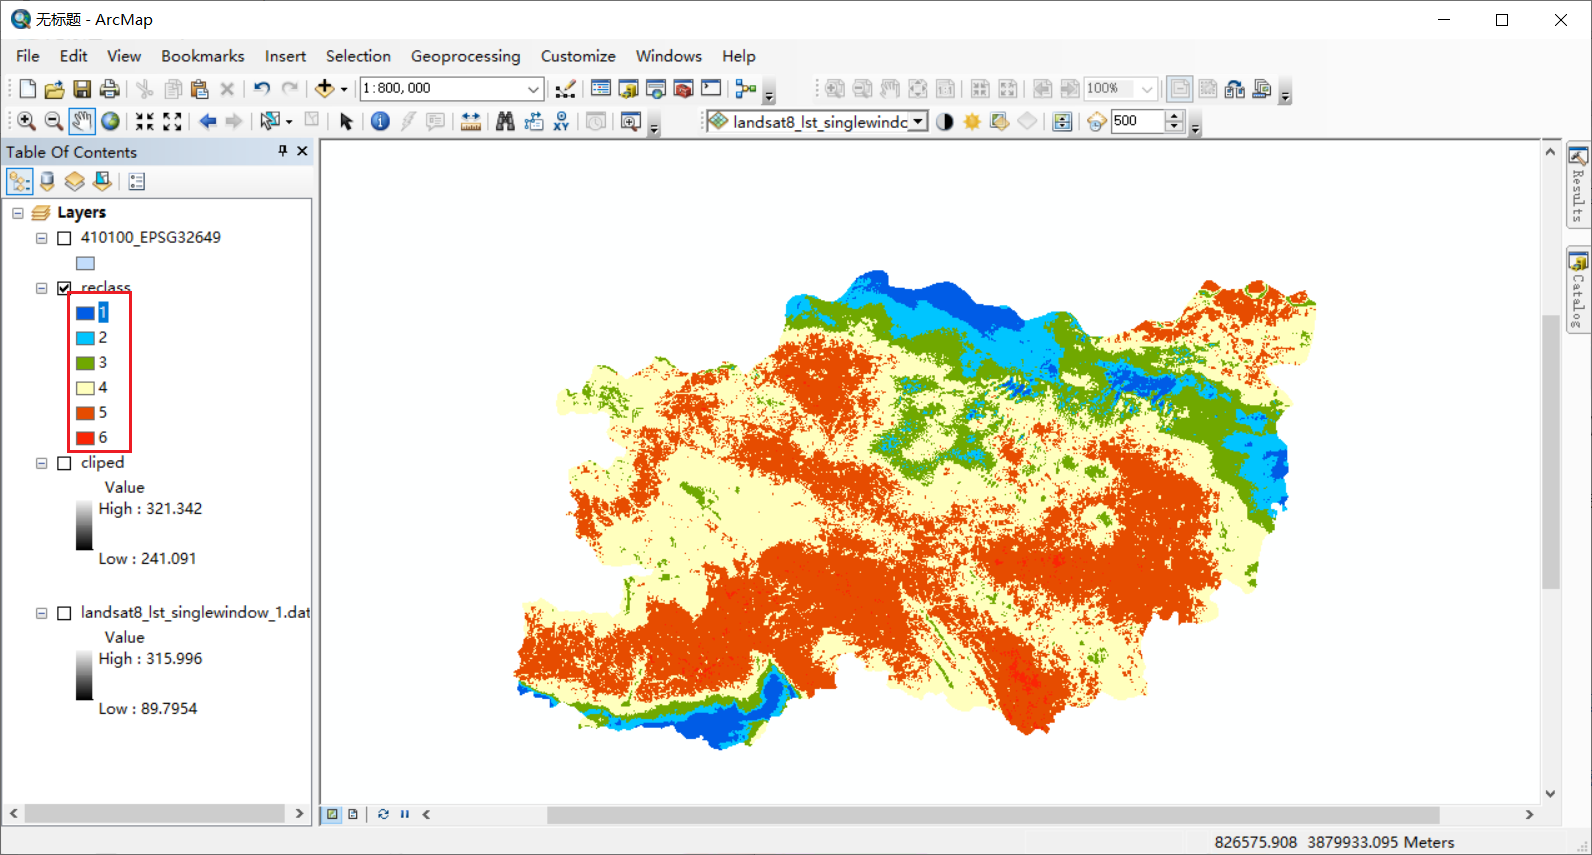 无标题 - ArcMap
File Edit View Bookmarks Insert Selection Geoprocessing Customize Windows Help
1:800,000
100%
landsat8_lst_singlewindc
500
Table Of Contents
Layers
410100_EPSG32649
reclass
1
2
3
4
5
6
cliped
Value
High : 321.342
Low : 241.091
landsat8_lst_singlewindow_1.dat
Value
High : 315.996
Low : 89.7954
Results
Catalog
826575.908 3879933.095 Meters